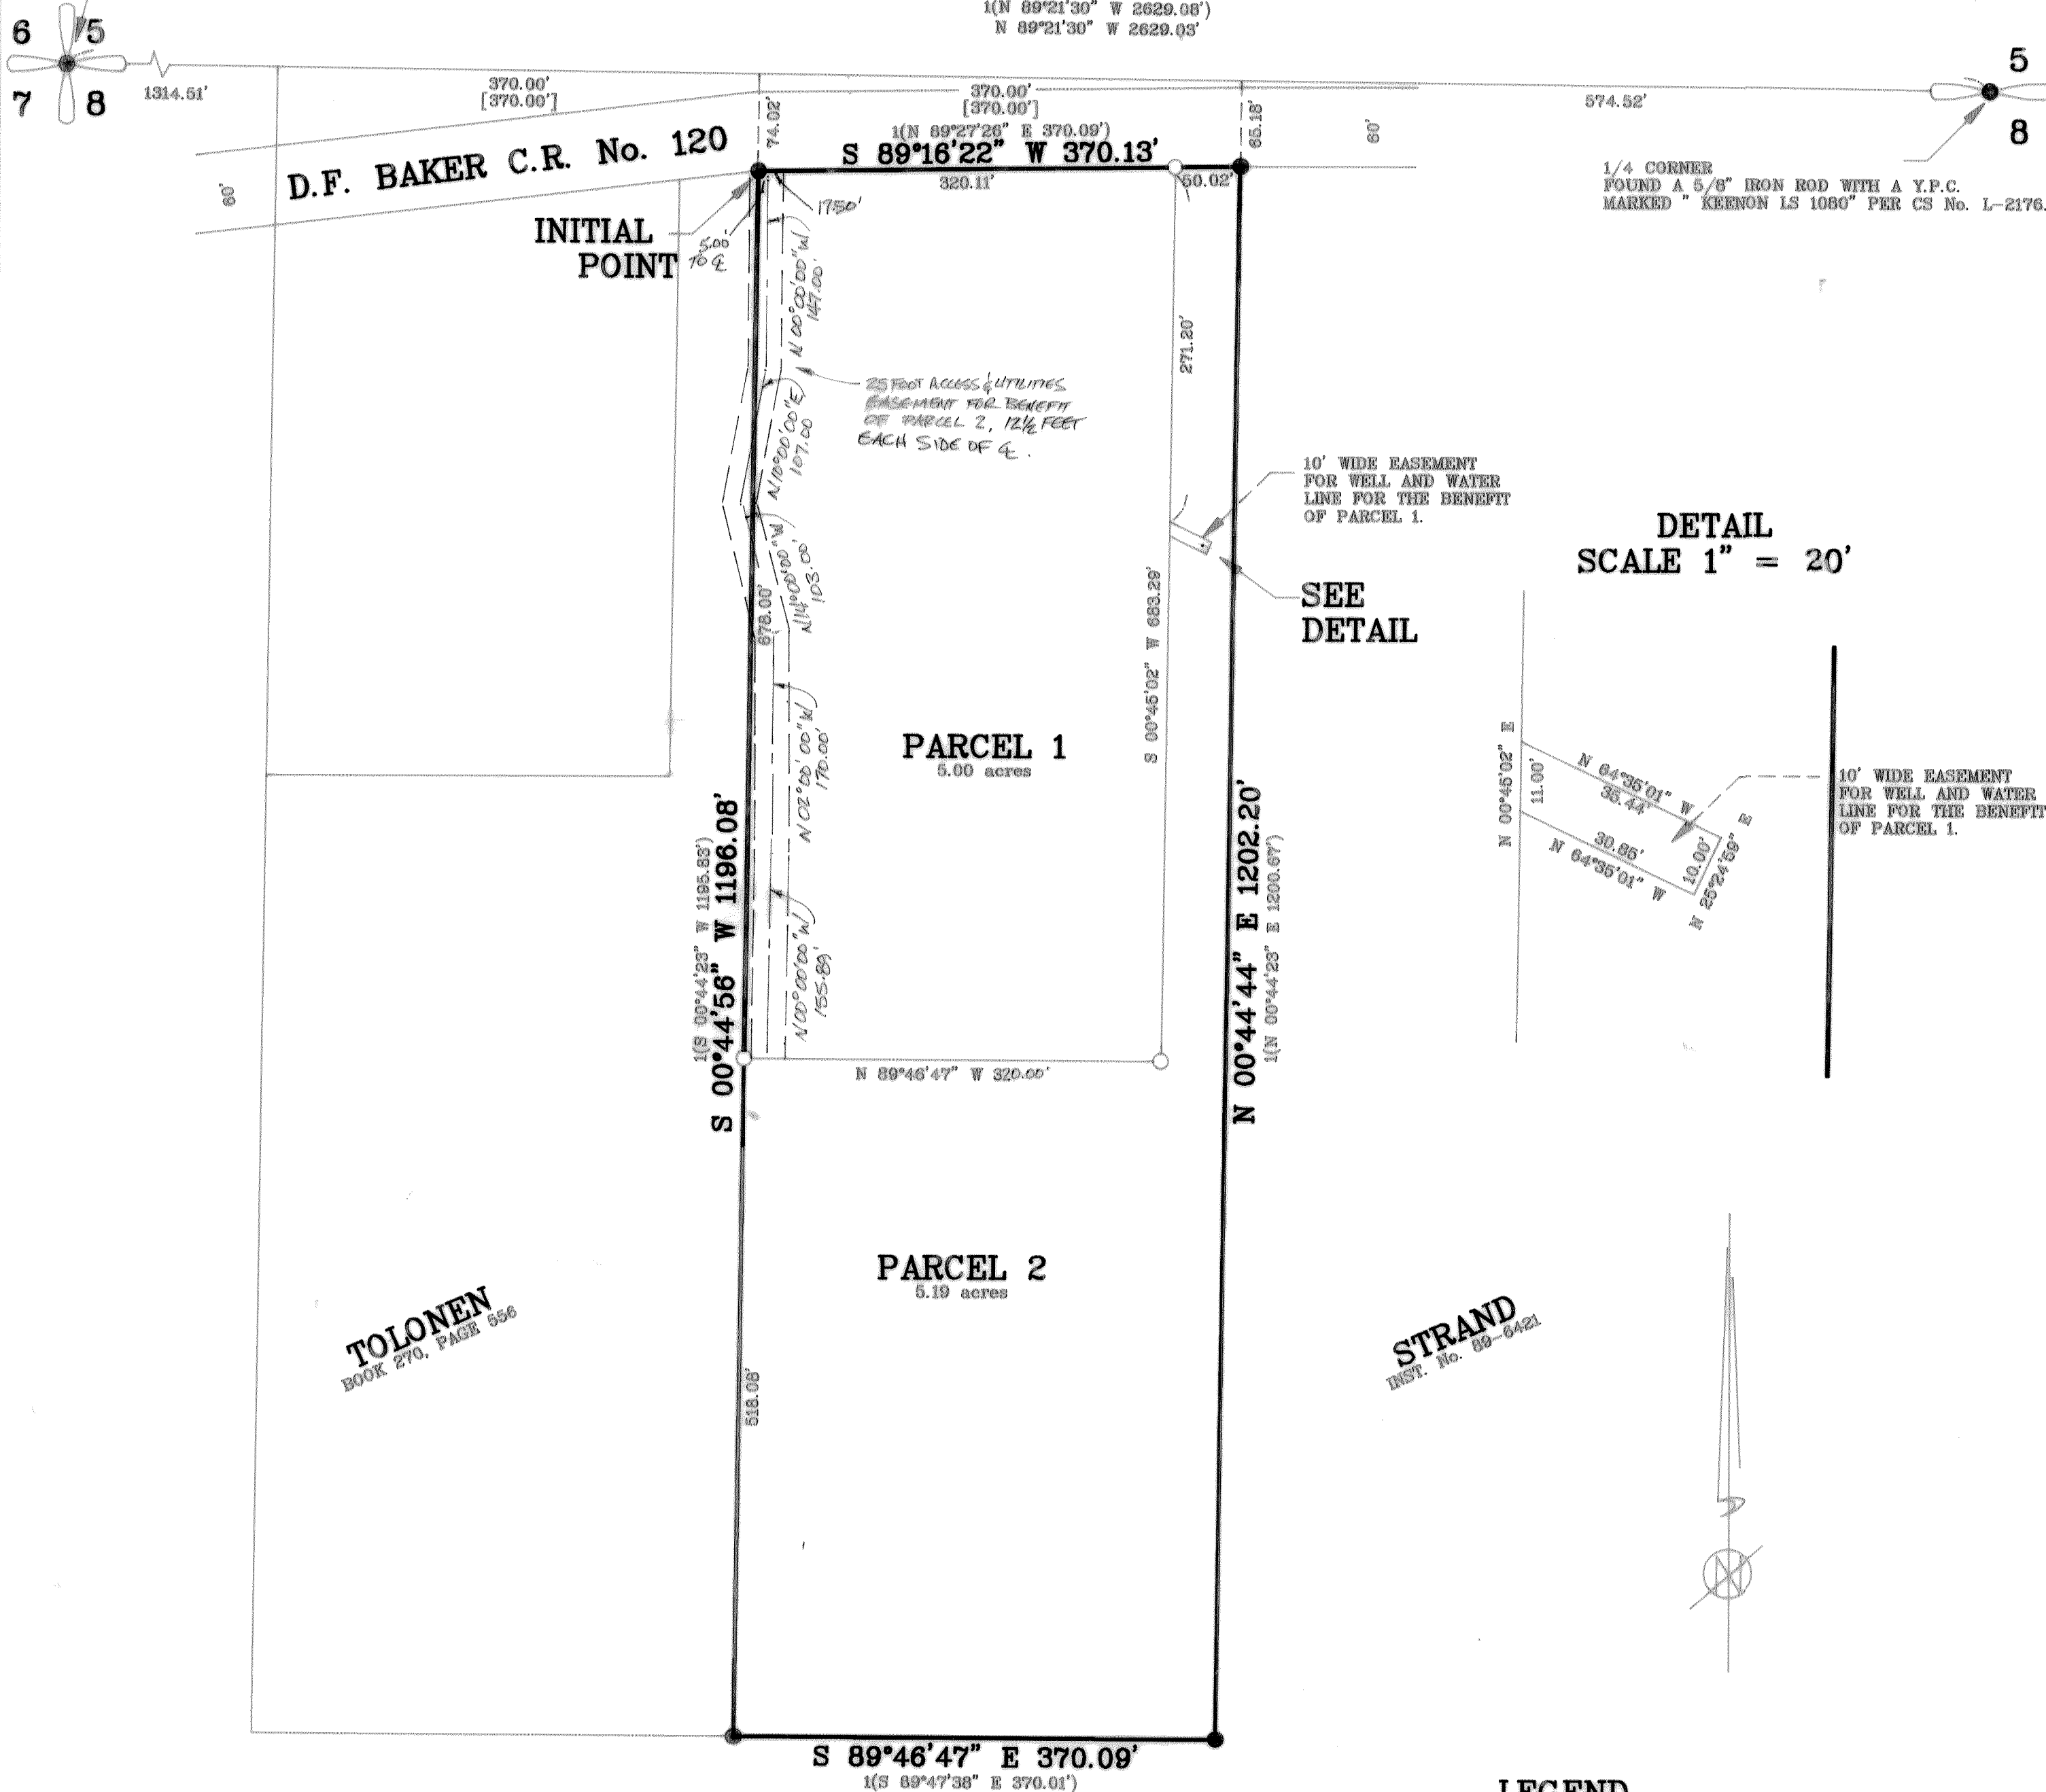 1(N 89°21'30" W 2629.08')
N 89°21'30" W 2629.03'
6 5
7 8
1314.51'
370.00'
[370.00']
370.00'
[370.00']
574.52'
5
8
74.02'
65.18'
60'
60'
D.F. BAKER C.R. No. 120
1(N 89°27'26" E 370.09')
S 89°16'22" W 370.13'
320.11'
50.02'
1/4 CORNER
FOUND A 5/8" IRON ROD WITH A Y.P.C.
MARKED " KEENON LS 1080" PER CS No. L-2176.
INITIAL
POINT
5.00'
TO ℄
17.50'
N 00°00'00" W
147.00'
271.20'
25 FOOT ACCESS & UTILITIES
EASEMENT FOR BENEFIT
OF PARCEL 2, 12½ FEET
EACH SIDE OF ℄.
N 10°00'00" E
107.00
N 14°00'00" W
103.00'
678.00'
10' WIDE EASEMENT
FOR WELL AND WATER
LINE FOR THE BENEFIT
OF PARCEL 1.
SEE
DETAIL
DETAIL
SCALE 1" = 20'
S 00°45'02" W 683.29'
N 02°00'00" W
170.00'
PARCEL 1
5.00 acres
N 00°45'02" E
11.00'
N 64°35'01" W
35.44'
30.85'
N 64°35'01" W
10.00'
N 25°24'59" E
10' WIDE EASEMENT
FOR WELL AND WATER
LINE FOR THE BENEFIT
OF PARCEL 1.
1(S 00°44'23" W 1195.83')
S 00°44'56" W 1196.08'
N 00°00'00" W
155.89'
N 00°44'44" E 1202.20'
1(N 00°44'23" E 1200.67')
N 89°46'47" W 320.00'
PARCEL 2
5.19 acres
518.08'
TOLONEN
BOOK 270, PAGE 556
STRAND
INST. No. 89-6421
N
S 89°46'47" E 370.09'
1(S 89°47'38" E 370.01')
LEGEND